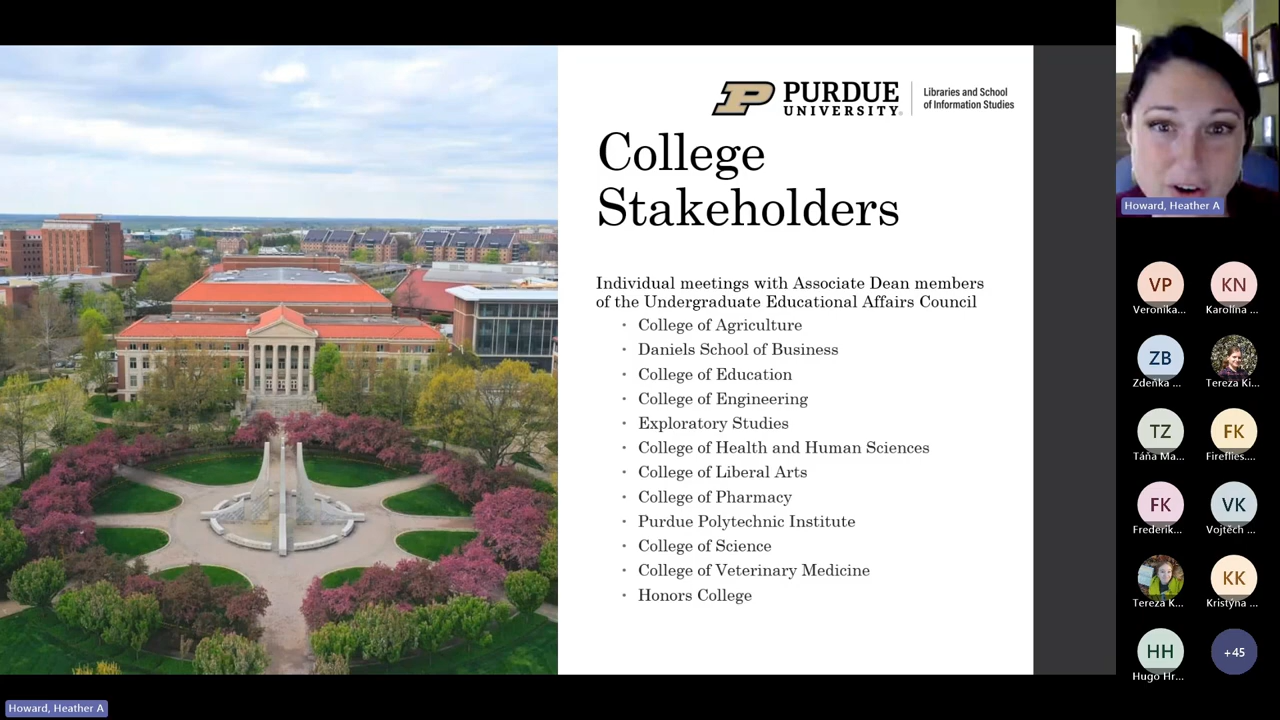 PURDUE
UNIVERSITY®
Libraries and School
of Information Studies
College
Stakeholders
Individual meetings with Associate Dean members
of the Undergraduate Educational Affairs Council
• College of Agriculture
• Daniels School of Business
• College of Education
• College of Engineering
• Exploratory Studies
• College of Health and Human Sciences
• College of Liberal Arts
• College of Pharmacy
• Purdue Polytechnic Institute
• College of Science
• College of Veterinary Medicine
• Honors College
Howard, Heather A
VP KN
Veronika... Karolína ...
ZB
Zdeňka ... Tereza Ki...
TZ FK
Táňa Ma... Fireflies....
FK VK
Frederik... Vojtěch ...
KK
Tereza K... Kristýna ...
HH +45
Hugo Hr...
Howard, Heather A